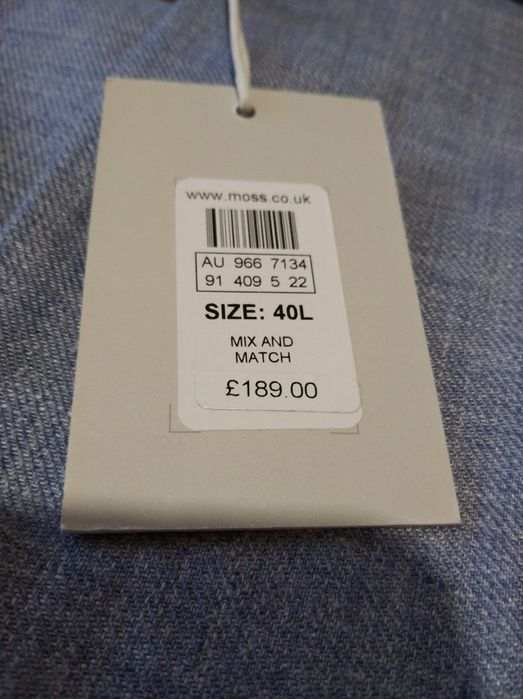 www.moss.co.uk
AU 966 7134
91 409 5 22
SIZE: 40L
MIX AND
MATCH
£189.00